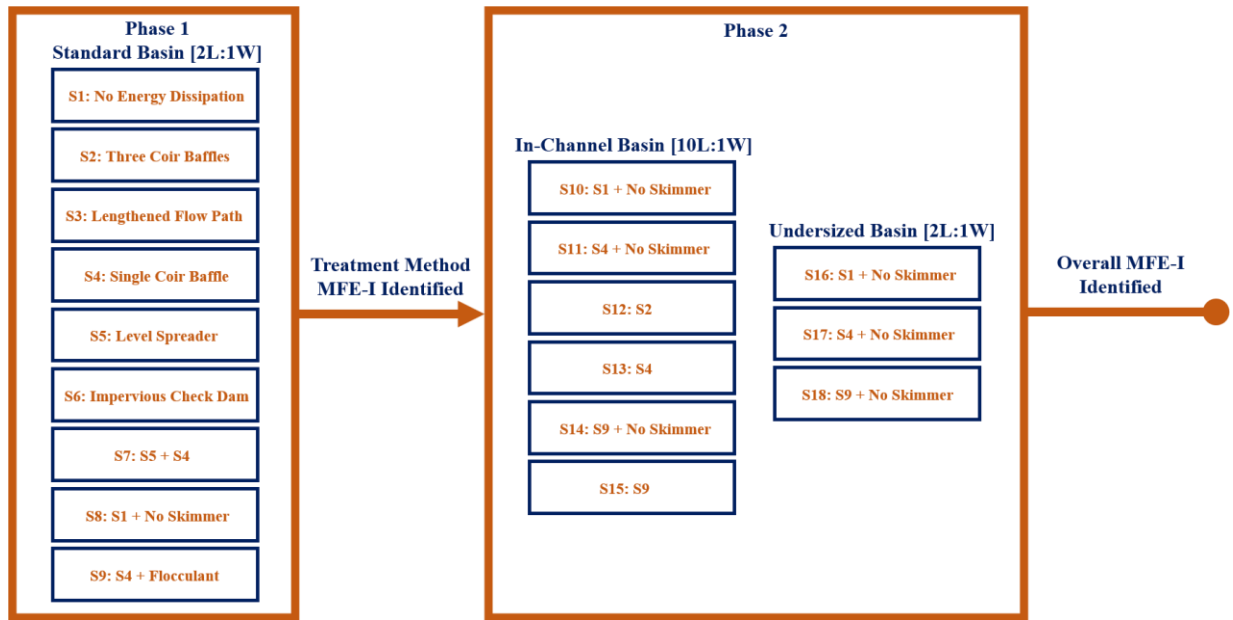 Phase 1
Standard Basin [2L:1W]
S1: No Energy Dissipation
S2: Three Coir Baffles
S3: Lengthened Flow Path
S4: Single Coir Baffle
S5: Level Spreader
S6: Impervious Check Dam
S7: S5 + S4
S8: S1 + No Skimmer
S9: S4 + Flocculant
Treatment Method
MFE-I Identified
Phase 2
In-Channel Basin [10L:1W]
S10: S1 + No Skimmer
S11: S4 + No Skimmer
S12: S2
S13: S4
S14: S9 + No Skimmer
S15: S9
Undersized Basin [2L:1W]
S16: S1 + No Skimmer
S17: S4 + No Skimmer
S18: S9 + No Skimmer
Overall MFE-I
Identified